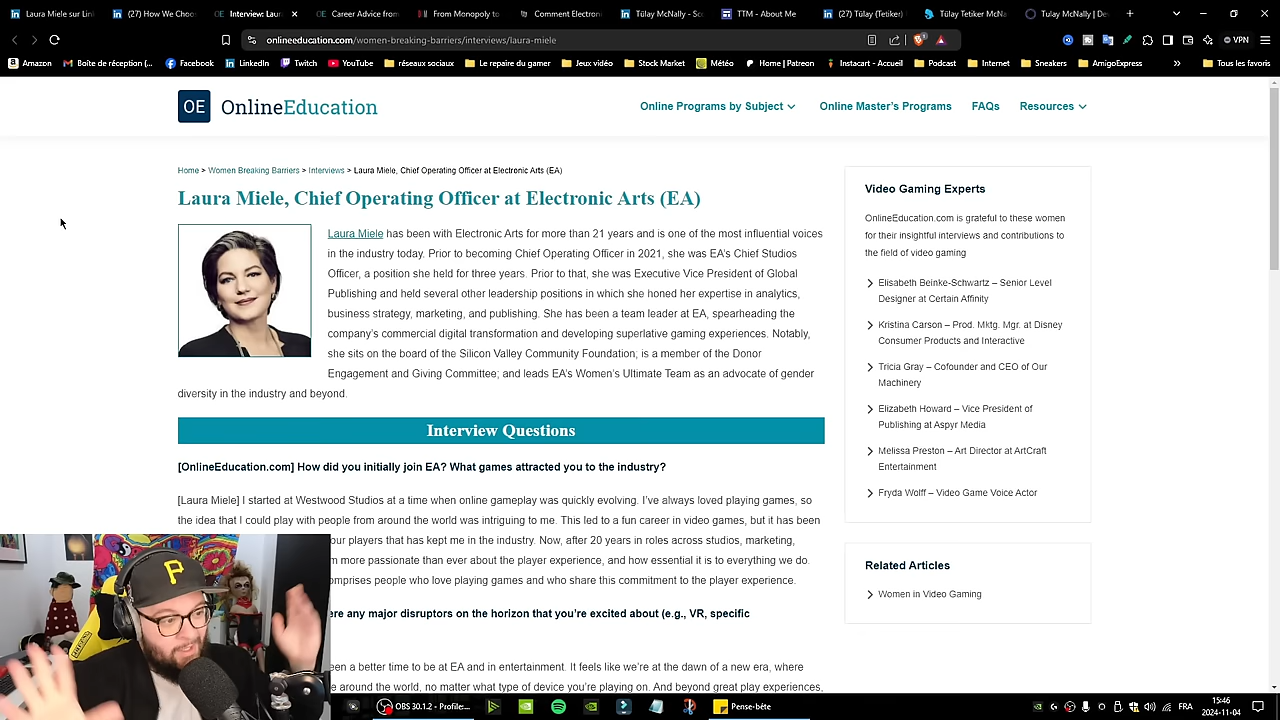 Laura Miele sur Lin
(27) How We Choo
Interview: Laur
Career Advice from
From Monopoly to
Comment Electron
Tülay McNally - Sc
TTM - About Me
(27) Tülay (Tetiker)
Tülay Tetiker McNa
Tulay McNally | De
onlineeducation.com/women-breaking-barriers/interviews/laura-miele
VPN
Amazon
Boîte de réception (...
Facebook
LinkedIn
Twitch
YouTube
réseaux sociaux
Le repaire du gamer
Jeux vidéo
Stock Market
Météo
Home | Patreon
Instacart - Accueil
Podcast
Internet
Sneakers
AmigoExpress
Tous les favoris
OE OnlineEducation
Online Programs by Subject
Online Master's Programs
FAQs
Resources
Home > Women Breaking Barriers > Interviews > Laura Miele, Chief Operating Officer at Electronic Arts (EA)
Laura Miele, Chief Operating Officer at Electronic Arts (EA)
Laura Miele has been with Electronic Arts for more than 21 years and is one of the most influential voices
in the industry today. Prior to becoming Chief Operating Officer in 2021, she was EA's Chief Studios
Officer, a position she held for three years. Prior to that, she was Executive Vice President of Global
Publishing and held several other leadership positions in which she honed her expertise in analytics,
business strategy, marketing, and publishing. She has been a team leader at EA, spearheading the
company's commercial digital transformation and developing superlative gaming experiences. Notably,
she sits on the board of the Silicon Valley Community Foundation; is a member of the Donor
Engagement and Giving Committee; and leads EA's Women's Ultimate Team as an advocate of gender
diversity in the industry and beyond.
Interview Questions
[OnlineEducation.com] How did you initially join EA? What games attracted you to the industry?
[Laura Miele] I started at Westwood Studios at a time when online gameplay was quickly evolving. I've always loved playing games, so
the idea that I could play with people from around the world was intriguing to me. This led to a fun career in video games, but it has been
our players that has kept me in the industry. Now, after 20 years in roles across studios, marketing,
more passionate than ever about the player experience, and how essential it is to everything we do.
comprises people who love playing games and who share this commitment to the player experience.
any major disruptors on the horizon that you're excited about (e.g., VR, specific
been a better time to be at EA and in entertainment. It feels like we're at the dawn of a new era, where
around the world, no matter what type of device you're playing on. And beyond great play experiences,
Video Gaming Experts
OnlineEducation.com is grateful to these women
for their insightful interviews and contributions to
the field of video gaming
Elisabeth Beinke-Schwartz – Senior Level
Designer at Certain Affinity
Kristina Carson – Prod. Mktg. Mgr. at Disney
Consumer Products and Interactive
Tricia Gray – Cofounder and CEO of Our
Machinery
Elizabeth Howard – Vice President of
Publishing at Aspyr Media
Melissa Preston – Art Director at ArtCraft
Entertainment
Fryda Wolff – Video Game Voice Actor
Related Articles
Women in Video Gaming
P
OBS 30.1.2 - Profiler...
Pense-bête
FRA
15:46
2024-11-04